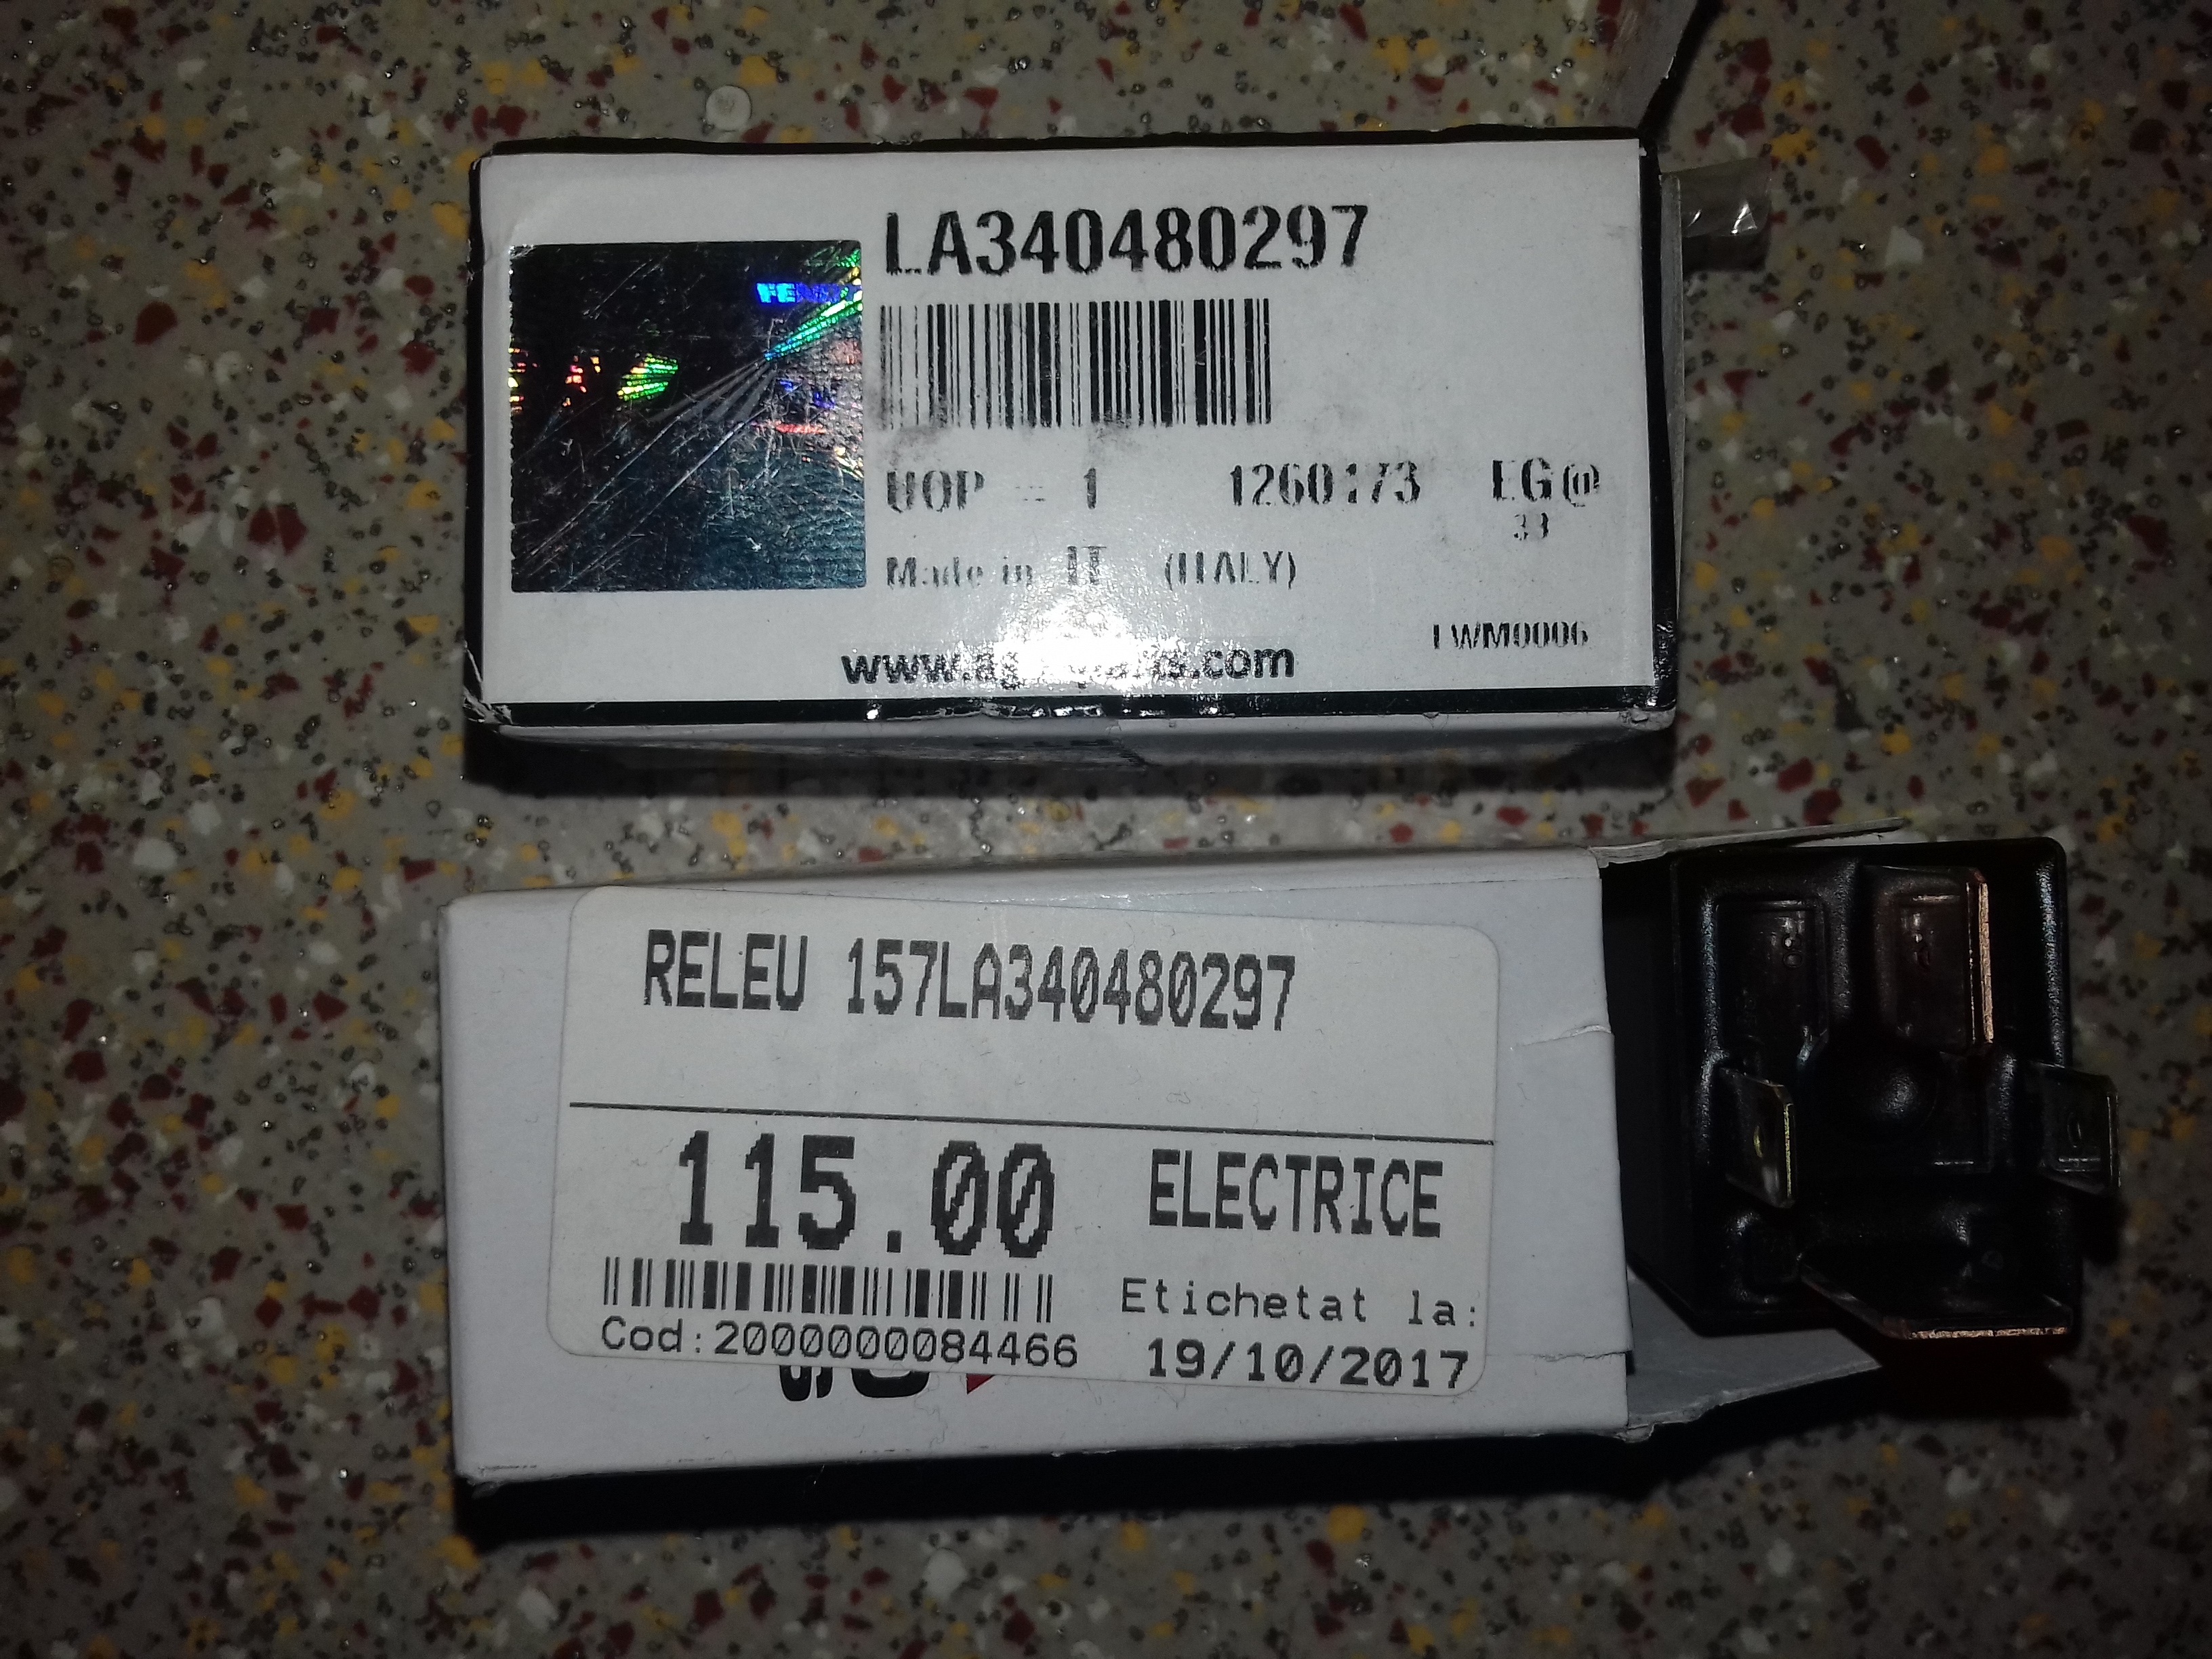 LA340480297
UOP = 1 1260173 EG@
33
Made in IT (ITALY)
LWM0006
RELEU 157LA340480297
115.00 ELECTRICE
Etichetat la:
Cod:2000000084466
19/10/2017